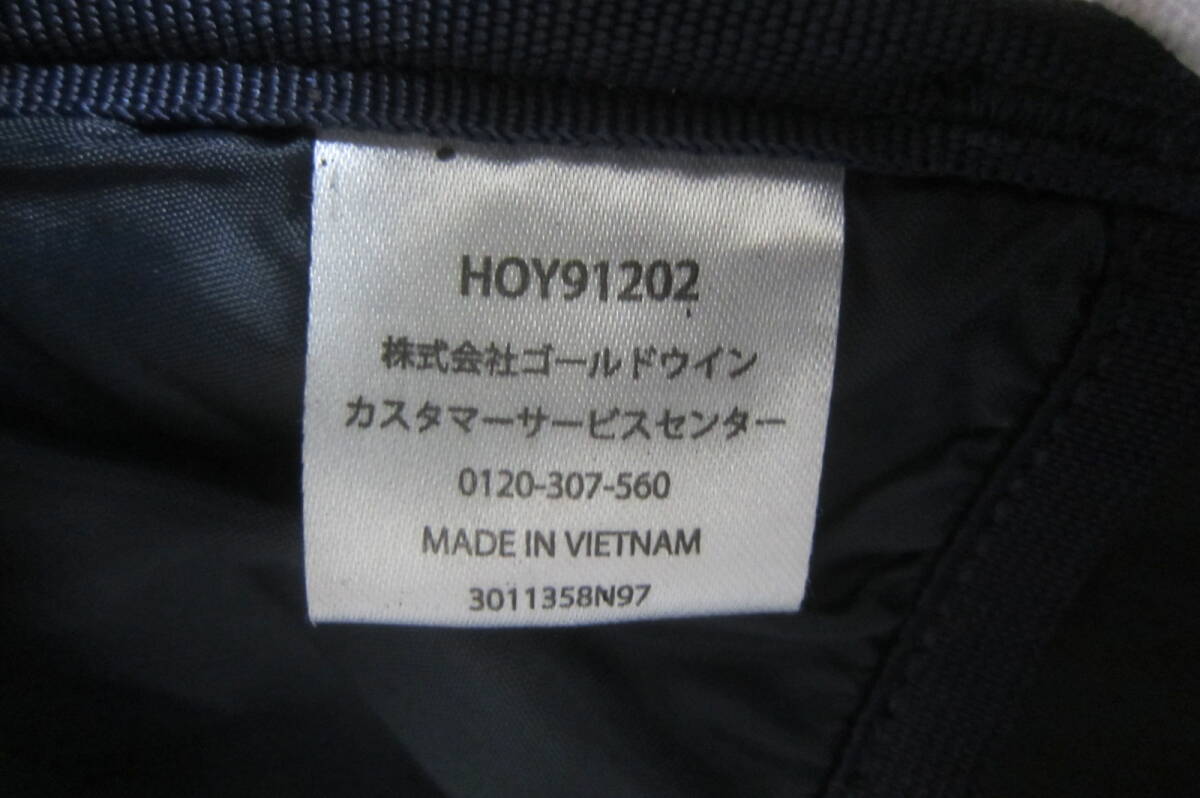 HOY91202
株式会社ゴールドウイン
カスタマーサービスセンター
0120-307-560
MADE IN VIETNAM
3011358N97